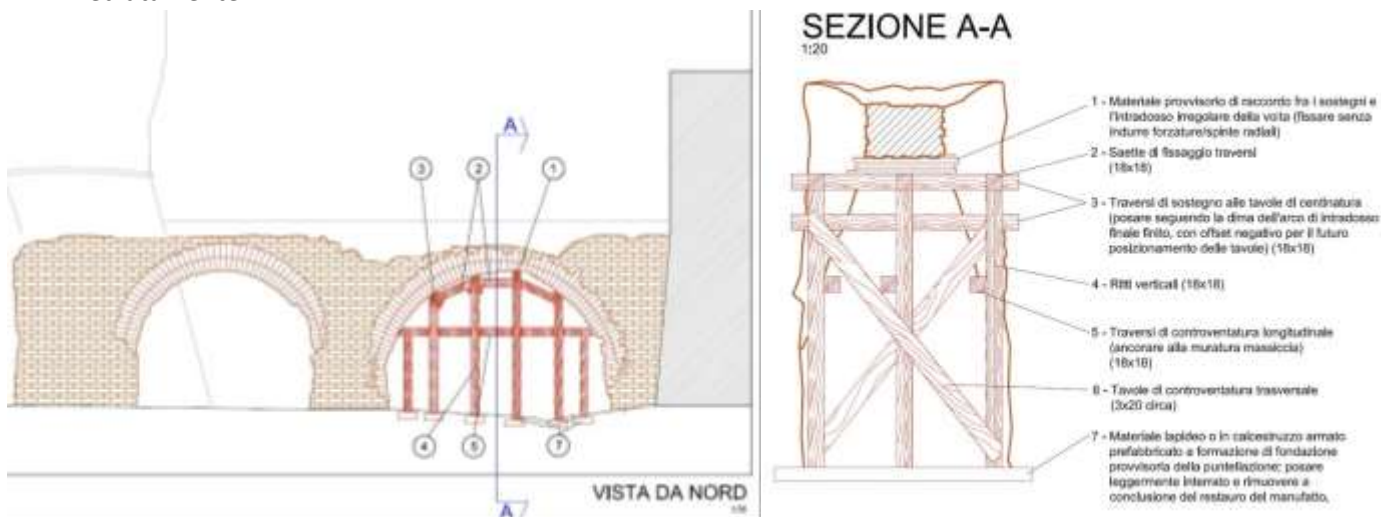 SEZIONE A-A
1:20
1 - Materiale provvisorio di raccordo fra i sostegni e
l'intradosso irregolare della volta (fissare senza
indurre forzature/spinte radiali)
2 - Saette di fissaggio traversi
(18x18)
3 - Traversi di sostegno alle tavole di centinatura
(posare seguendo la dima dell'arco di intradosso
finale finito, con offset negativo per il futuro
posizionamento delle tavole) (18x18)
4 - Ritti verticali (18x18)
5 - Traversi di controventatura longitudinale
(ancorare alla muratura massiccia)
(18x18)
6 - Tavole di controventatura trasversale
(3x20 circa)
7 - Materiale lapideo o in calcestruzzo armato
prefabbricato a formazione di fondazione
provvisoria della puntellazione; posare
leggermente interrato e rimuovere a
conclusione del restauro del manufatto.
A
3 2 1
4 5 7
VISTA DA NORD
A